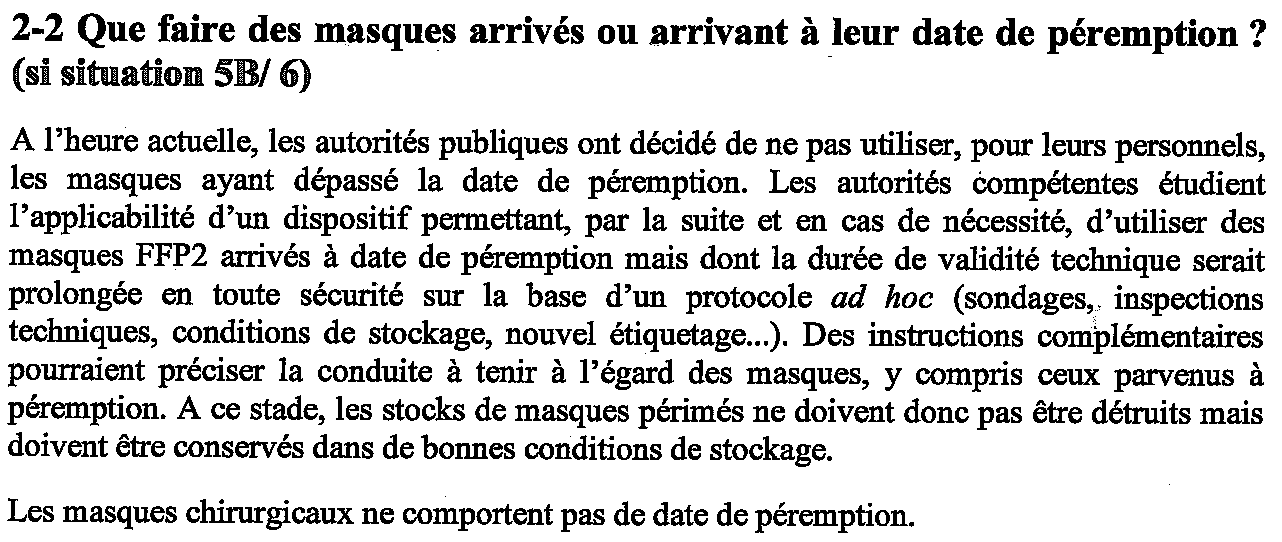 2-2 Que faire des masques arrivés ou arrivant à leur date de péremption ?
(si situation 5B/ 6)
A l'heure actuelle, les autorités publiques ont décidé de ne pas utiliser, pour leurs personnels,
les masques ayant dépassé la date de péremption. Les autorités compétentes étudient
l'applicabilité d'un dispositif permettant, par la suite et en cas de nécessité, d'utiliser des
masques FFP2 arrivés à date de péremption mais dont la durée de validité technique serait
prolongée en toute sécurité sur la base d'un protocole ad hoc (sondages, inspections
techniques, conditions de stockage, nouvel étiquetage...). Des instructions complémentaires
pourraient préciser la conduite à tenir à l'égard des masques, y compris ceux parvenus à
péremption. A ce stade, les stocks de masques périmés ne doivent donc pas être détruits mais
doivent être conservés dans de bonnes conditions de stockage.
Les masques chirurgicaux ne comportent pas de date de péremption.